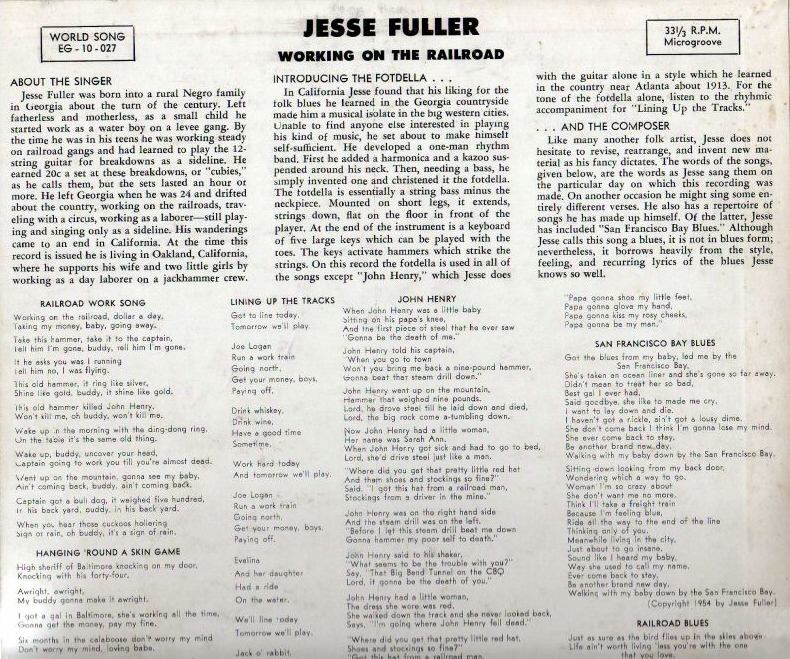 WORLD SONG
EG - 10 - 027
JESSE FULLER
WORKING ON THE RAILROAD
33⅓ R.P.M.
Microgroove
ABOUT THE SINGER
Jesse Fuller was born into a rural Negro family
in Georgia about the turn of the century. Left
fatherless and motherless, as a small child he
started work as a water boy on a levee gang. By
the time he was in his teens he was working steady
on railroad gangs and had learned to play the 12-
string guitar for breakdowns as a sideline. He
earned 20c a set at these breakdowns, or "cubies,"
as he calls them, but the sets lasted an hour or
more. He left Georgia when he was 24 and drifted
about the country, working on the railroads, trav-
eling with a circus, working as a laborer—still play-
ing and singing only as a sideline. His wanderings
came to an end in California. At the time this
record is issued he is living in Oakland, California,
where he supports his wife and two little girls by
working as a day laborer on a jackhammer crew.
INTRODUCING THE FOTDELLA . . .
In California Jesse found that his liking for the
folk blues he learned in the Georgia countryside
made him a musical isolate in the big western cities.
Unable to find anyone else interested in playing
his kind of music, he set about to make himself
self-sufficient. He developed a one-man rhythm
band. First he added a harmonica and a kazoo sus-
pended around his neck. Then, needing a bass, he
simply invented one and christened it the fotdella.
The fotdella is essentially a string bass minus the
neckpiece. Mounted on short legs, it extends,
strings down, flat on the floor in front of the
player. At the end of the instrument is a keyboard
of five large keys which can be played with the
toes. The keys activate hammers which strike the
strings. On this record the fotdella is used in all of
the songs except "John Henry," which Jesse does
with the guitar alone in a style which he learned
in the country near Atlanta about 1913. For the
tone of the fotdella alone, listen to the rhyhmic
accompaniment for "Lining Up the Tracks."
. . . AND THE COMPOSER
Like many another folk artist, Jesse does not
hesitate to revise, rearrange, and invent new ma-
terial as his fancy dictates. The words of the songs,
given below, are the words as Jesse sang them on
the particular day on which this recording was
made. On another occasion he might sing some en-
tirely different verses. He also has a repertoire of
songs he has made up himself. Of the latter, Jesse
has included "San Francisco Bay Blues." Although
Jesse calls this song a blues, it is not in blues form;
nevertheless, it borrows heavily from the style,
feeling, and recurring lyrics of the blues Jesse
knows so well.
RAILROAD WORK SONG
Working on the railroad, dollar a day,
Taking my money, baby, going away.
Take this hammer, take it to the captain,
Tell him I'm gone, buddy, tell him I'm gone.
If he asks you was I running
Tell him no, I was flying.
This old hammer, it ring like silver,
Shine like gold, buddy, it shine like gold.
This old hammer killed John Henry,
Won't kill me, oh buddy, won't kill me.
Wake up in the morning with the ding-dong ring,
On the table it's the same old thing.
Wake up, buddy, uncover your head,
Captain going to work you till you're almost dead.
Went up on the mountain, gonna see my baby,
Ain't coming back, buddy, ain't coming back.
Captain got a bull dog, it weighed five hundred,
In his back yard, buddy, in his back yard.
When you hear those cuckoos hollering
Sign or rain, oh buddy, it's a sign of rain.
HANGING 'ROUND A SKIN GAME
High sheriff of Baltimore knocking on my door,
Knocking with his forty-four,
Awright, awright,
My buddy gonna make it awright.
I got a gal in Baltimore, she's working all the time,
Gonna get the money, pay my fine.
Six months in the calaboose don't worry my mind
Don't worry my mind, loving babe.
LINING UP THE TRACKS
Got to line today,
Tomorrow we'll play.
Joe Logan
Run a work train
Going north,
Get your money, boys,
Paying off.
Drink whiskey,
Drink wine,
Have a good time
Sometime.
Work hard today
And tomorrow we'll play.
Joe Logan
Run a work train
Going north,
Get your money, boys,
Paying off.
Evelina
And her daughter
Had a ride
On the water.
We'll line today
Tomorrow we'll play.
Jack o' rabbit,
JOHN HENRY
When John Henry was a little baby
Sitting on his papa's knee,
And the first piece of steel that he ever saw
"Gonna be the death of me."
John Henry told his captain,
"When you go to town
Won't you bring me back a nine-pound hammer,
Gonna beat that steam drill down."
John Henry went up on the mountain,
Hammer that weighed nine pounds.
Lord, he drove steel till he laid down and died,
Lord, the big rock come a-tumbling down.
Now John Henry had a little woman,
Her name was Sarah Ann.
When John Henry got sick and had to go to bed,
Lord, she'd drive steel just like a man.
"Where did you get that pretty little red hat
And them shoes and stockings so fine?"
Said, "I got this hat from a railroad man,
Stockings from a driver in the mine."
John Henry was on the right hand side
And the steam drill was on the left.
"Before I let this steam drill beat me down
Gonna hammer my poor self to death."
John Henry said to his shaker,
"What seems to be the trouble with you?"
Say, "That Big Bend Tunnel on the CBQ
Lord, it gonna be the death of you."
John Henry had a little woman,
The dress she wore was red,
She walked down the track and she never looked back,
Says, "I'm going where John Henry fell dead."
"Where did you get that pretty little red hat,
Shoes and stockings so fine?"
"Got this hat from a railroad man,
"Papa gonna shoe my little feet,
Papa gonna glove my hand,
Papa gonna kiss my rosy cheeks,
Papa gonna be my man."
SAN FRANCISCO BAY BLUES
Got the blues from my baby, led me by the
San Francisco Bay,
She's taken an ocean liner and she's gone so far away.
Didn't mean to treat her so bad,
Best gal I ever had,
Said goodbye, she like to made me cry,
I want to lay down and die.
I haven't got a nickle, ain't got a lousy dime.
She don't come back I think I'm gonna lose my mind.
She ever come back to stay,
Be another brand new day,
Walking with my baby down by the San Francisco Bay.
Sitting down looking from my back door,
Wondering which a way to go.
Woman I'm so crazy about
She don't want me no more.
Think I'll take a freight train
Because I'm feeling blue,
Ride all the way to the end of the line
Thinking only of you.
Meanwhile living in the city,
Just about to go insane.
Sound like I heard my baby,
Way she used to call my name.
Ever come back to stay,
Be another brand new day,
Walking with my baby down by the San Francisco Bay.
(Copyright 1954 by Jesse Fuller)
RAILROAD BLUES
Just as sure as the bird flies up in the skies above
Life ain't worth living 'less you're with the one
that you love.